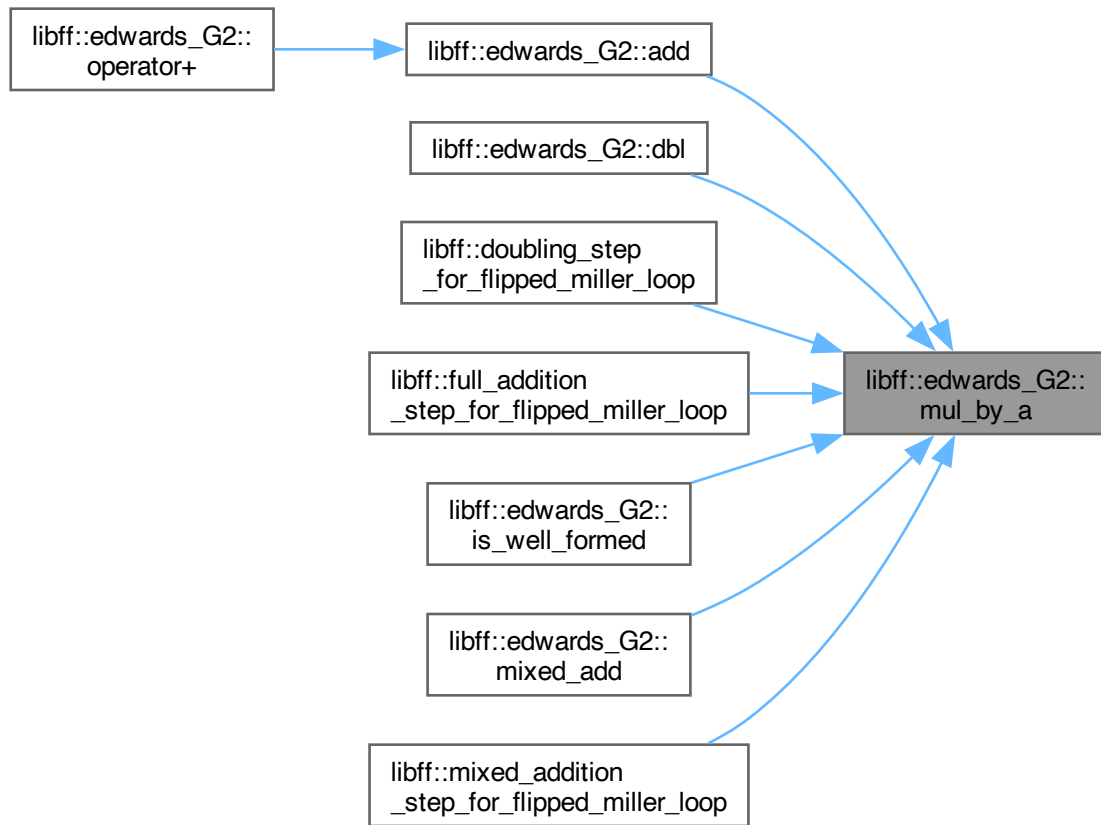 libff::edwards_G2::
operator+
libff::edwards_G2::add
libff::edwards_G2::dbl
libff::doubling_step
_for_flipped_miller_loop
libff::full_addition
_step_for_flipped_miller_loop
libff::edwards_G2::
mul_by_a
libff::edwards_G2::
is_well_formed
libff::edwards_G2::
mixed_add
libff::mixed_addition
_step_for_flipped_miller_loop